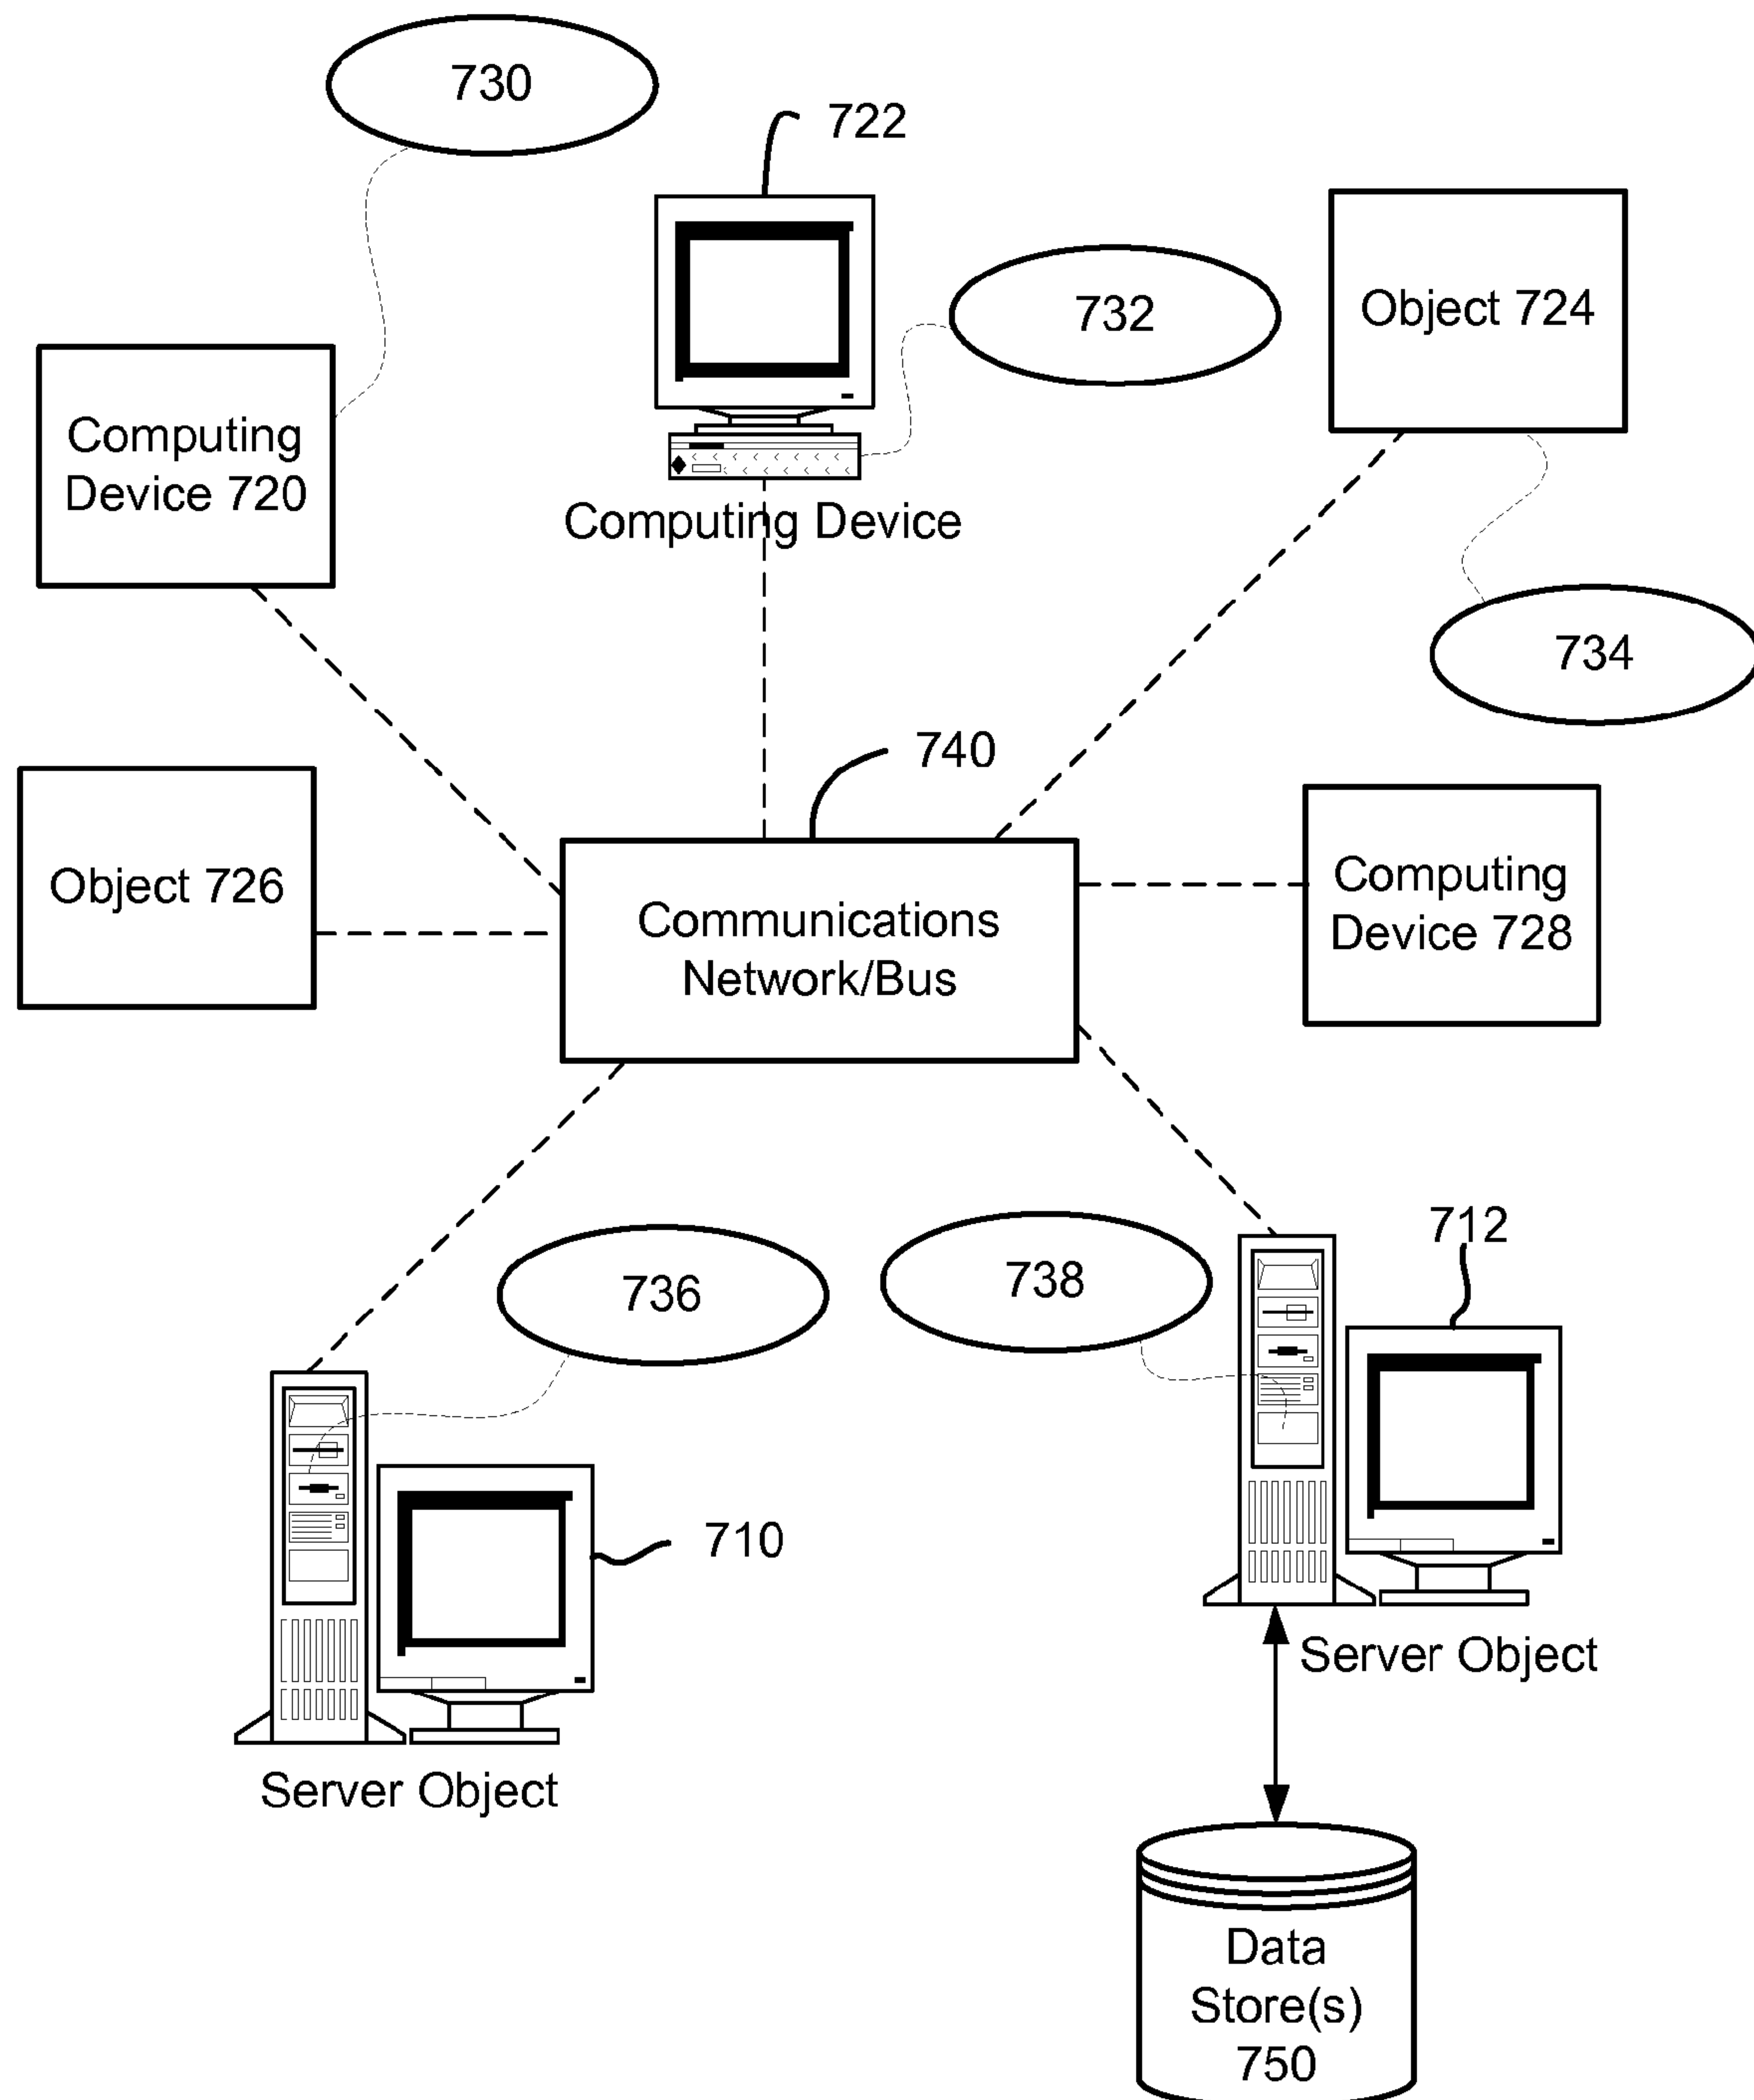 730
722
732
Object 724
Computing
Device 720
Computing Device
734
740
Object 726
Communications
Network/Bus
Computing
Device 728
736
738
712
710
Server Object
Server Object
Data
Store(s)
750